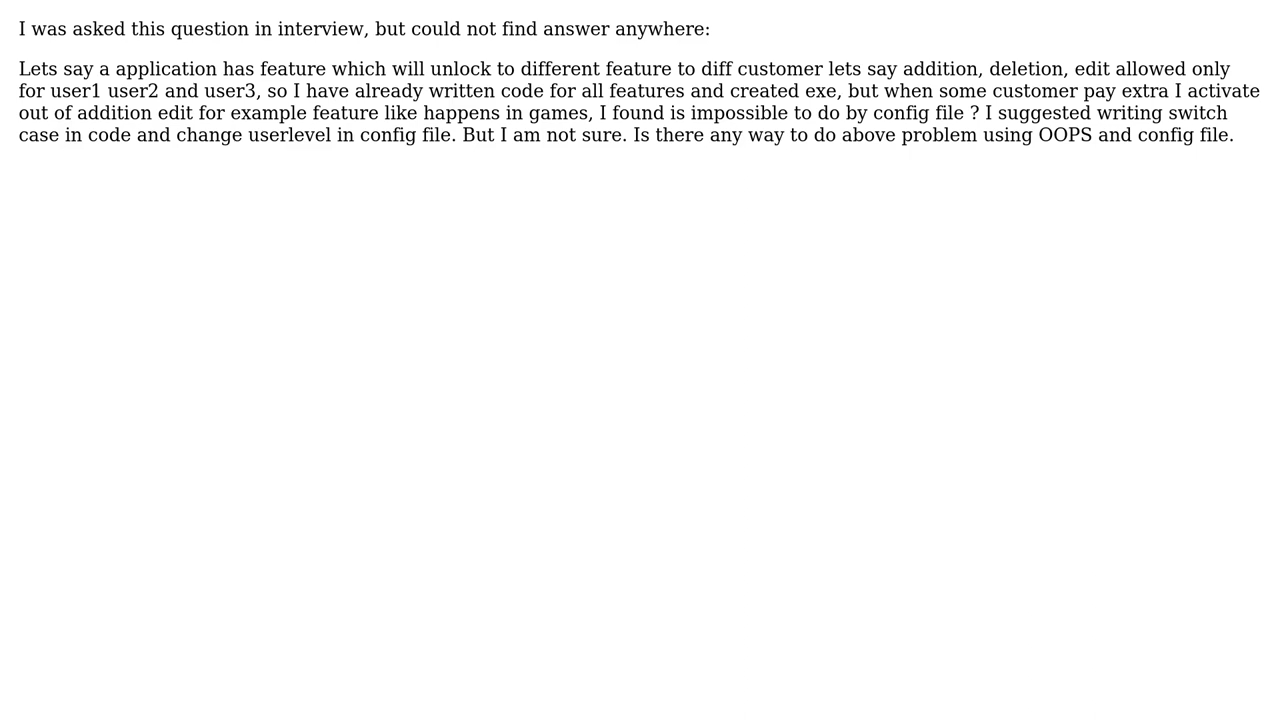 I was asked this question in interview, but could not find answer anywhere:
Lets say a application has feature which will unlock to different feature to diff customer lets say addition, deletion, edit allowed only
for user1 user2 and user3, so I have already written code for all features and created exe, but when some customer pay extra I activate
out of addition edit for example feature like happens in games, I found is impossible to do by config file ? I suggested writing switch
case in code and change userlevel in config file. But I am not sure. Is there any way to do above problem using OOPS and config file.